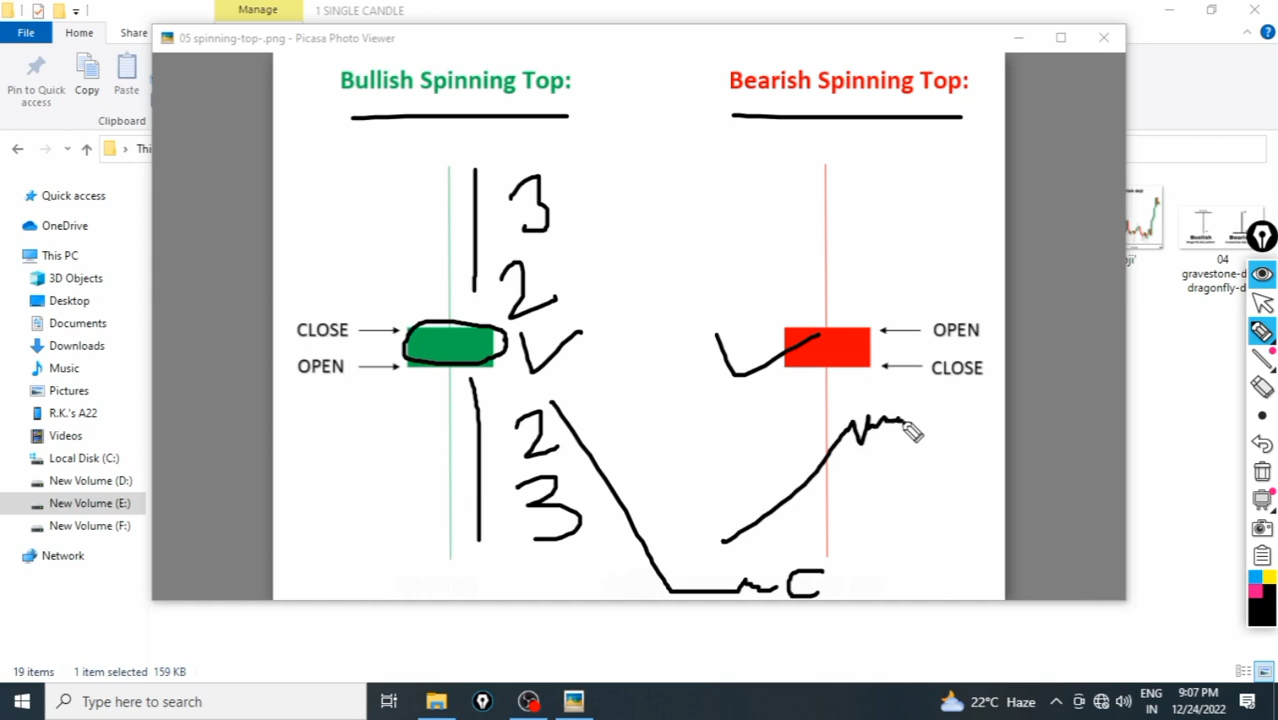 Manage
1 SINGLE CANDLE
File
Home
Share
05 spinning-top-.png - Picasa Photo Viewer
Pin to Quick
access
Copy
Paste
Clipboard
Bullish Spinning Top:
Bearish Spinning Top:
3
2
CLOSE
OPEN
OPEN
CLOSE
2
3
C
Quick access
OneDrive
This PC
3D Objects
Desktop
Documents
Downloads
Music
Pictures
R.K.'s A22
Videos
Local Disk (C:)
New Volume (D:)
New Volume (E:)
New Volume (F:)
Network
04
gravestone-d
dragonfly-d
19 items
1 item selected
159 KB
Type here to search
22°C
Haze
ENG
IN
9:07 PM
12/24/2022